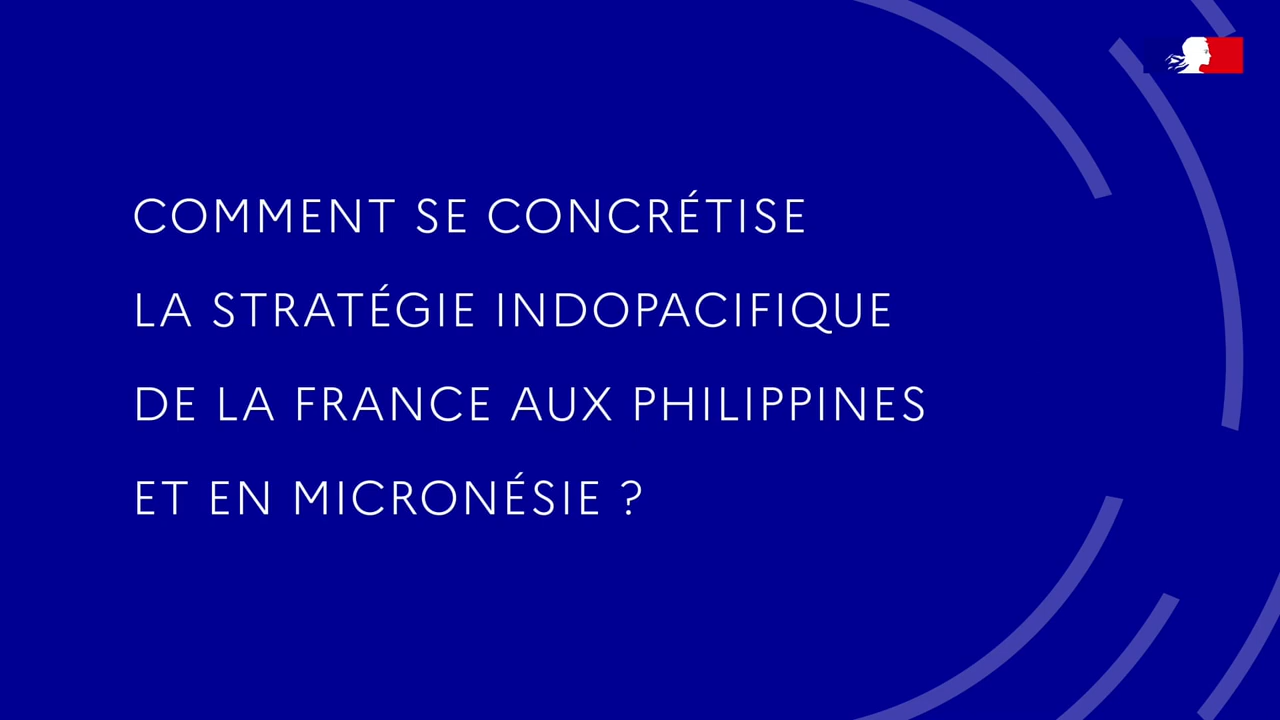 COMMENT SE CONCRÉTISE
LA STRATÉGIE INDOPACIFIQUE
DE LA FRANCE AUX PHILIPPINES
ET EN MICRONÉSIE ?